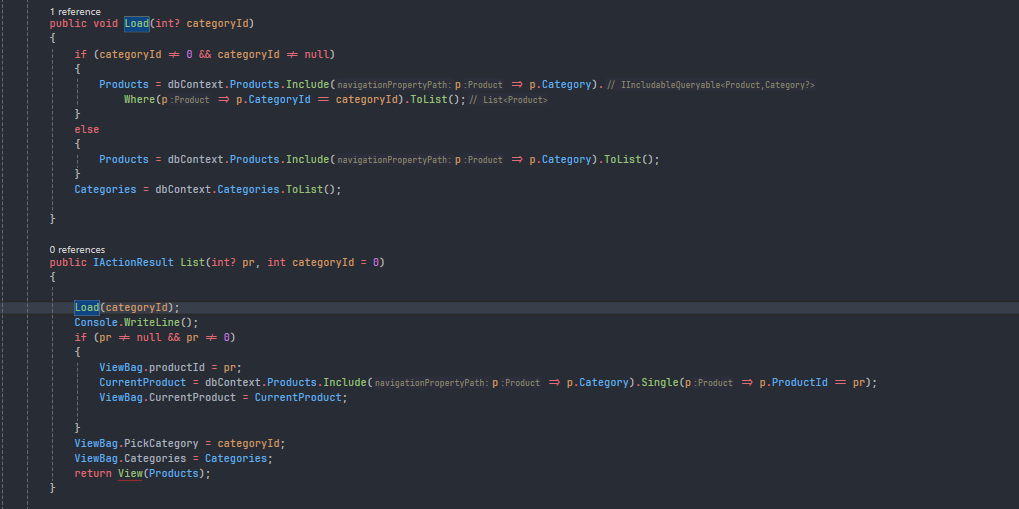 1 reference
public void Load(int? categoryId)
{
if (categoryId ≠ 0 && categoryId ≠ null)
{
Products = dbContext.Products.Include(navigationPropertyPath: p :Product ⇒ p.Category). // IIncludableQueryable<Product,Category?>
Where(p :Product ⇒ p.CategoryId == categoryId).ToList(); // List<Product>
}
else
{
Products = dbContext.Products.Include(navigationPropertyPath: p :Product ⇒ p.Category).ToList();
}
Categories = dbContext.Categories.ToList();
}
0 references
public IActionResult List(int? pr, int categoryId = 0)
{
Load(categoryId);
Console.WriteLine();
if (pr ≠ null && pr ≠ 0)
{
ViewBag.productId = pr;
CurrentProduct = dbContext.Products.Include(navigationPropertyPath: p :Product ⇒ p.Category).Single(p :Product ⇒ p.ProductId == pr);
ViewBag.CurrentProduct = CurrentProduct;
}
ViewBag.PickCategory = categoryId;
ViewBag.Categories = Categories;
return View(Products);
}